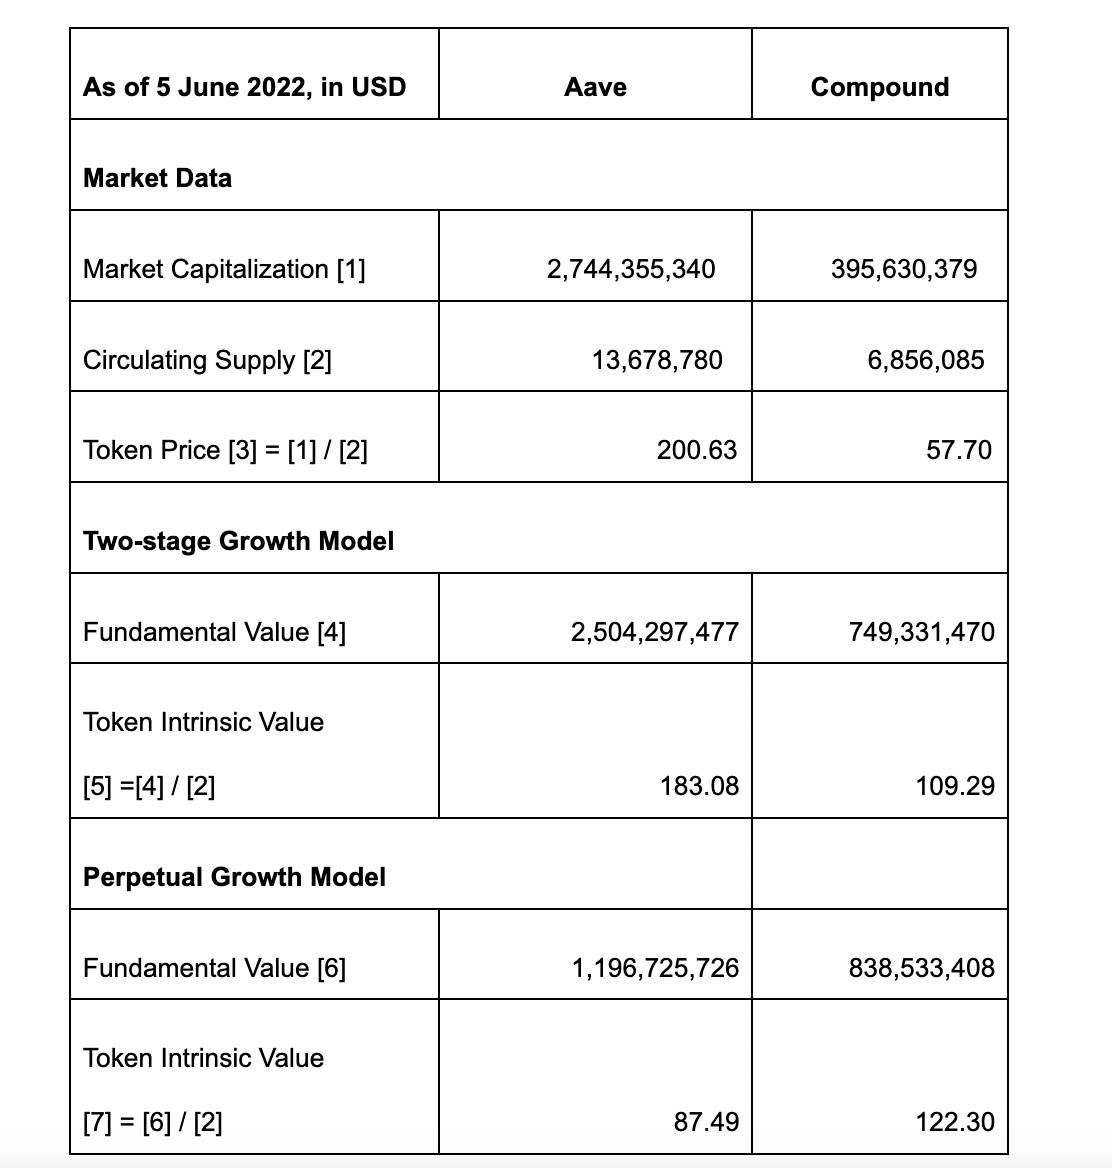 As of 5 June 2022, in USD Aave Compound
Market Data
Market Capitalization [1] 2,744,355,340 395,630,379
Circulating Supply [2] 13,678,780 6,856,085
Token Price [3] = [1] / [2] 200.63 57.70
Two-stage Growth Model
Fundamental Value [4] 2,504,297,477 749,331,470
Token Intrinsic Value
[5] =[4] / [2] 183.08 109.29
Perpetual Growth Model
Fundamental Value [6] 1,196,725,726 838,533,408
Token Intrinsic Value
[7] = [6] / [2] 87.49 122.30